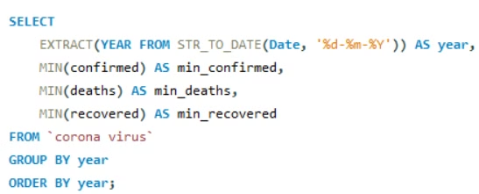 SELECT
EXTRACT(YEAR FROM STR_TO_DATE(Date, '%d-%m-%Y')) AS year,
MIN(confirmed) AS min_confirmed,
MIN(deaths) AS min_deaths,
MIN(recovered) AS min_recovered
FROM `corona virus`
GROUP BY year
ORDER BY year;